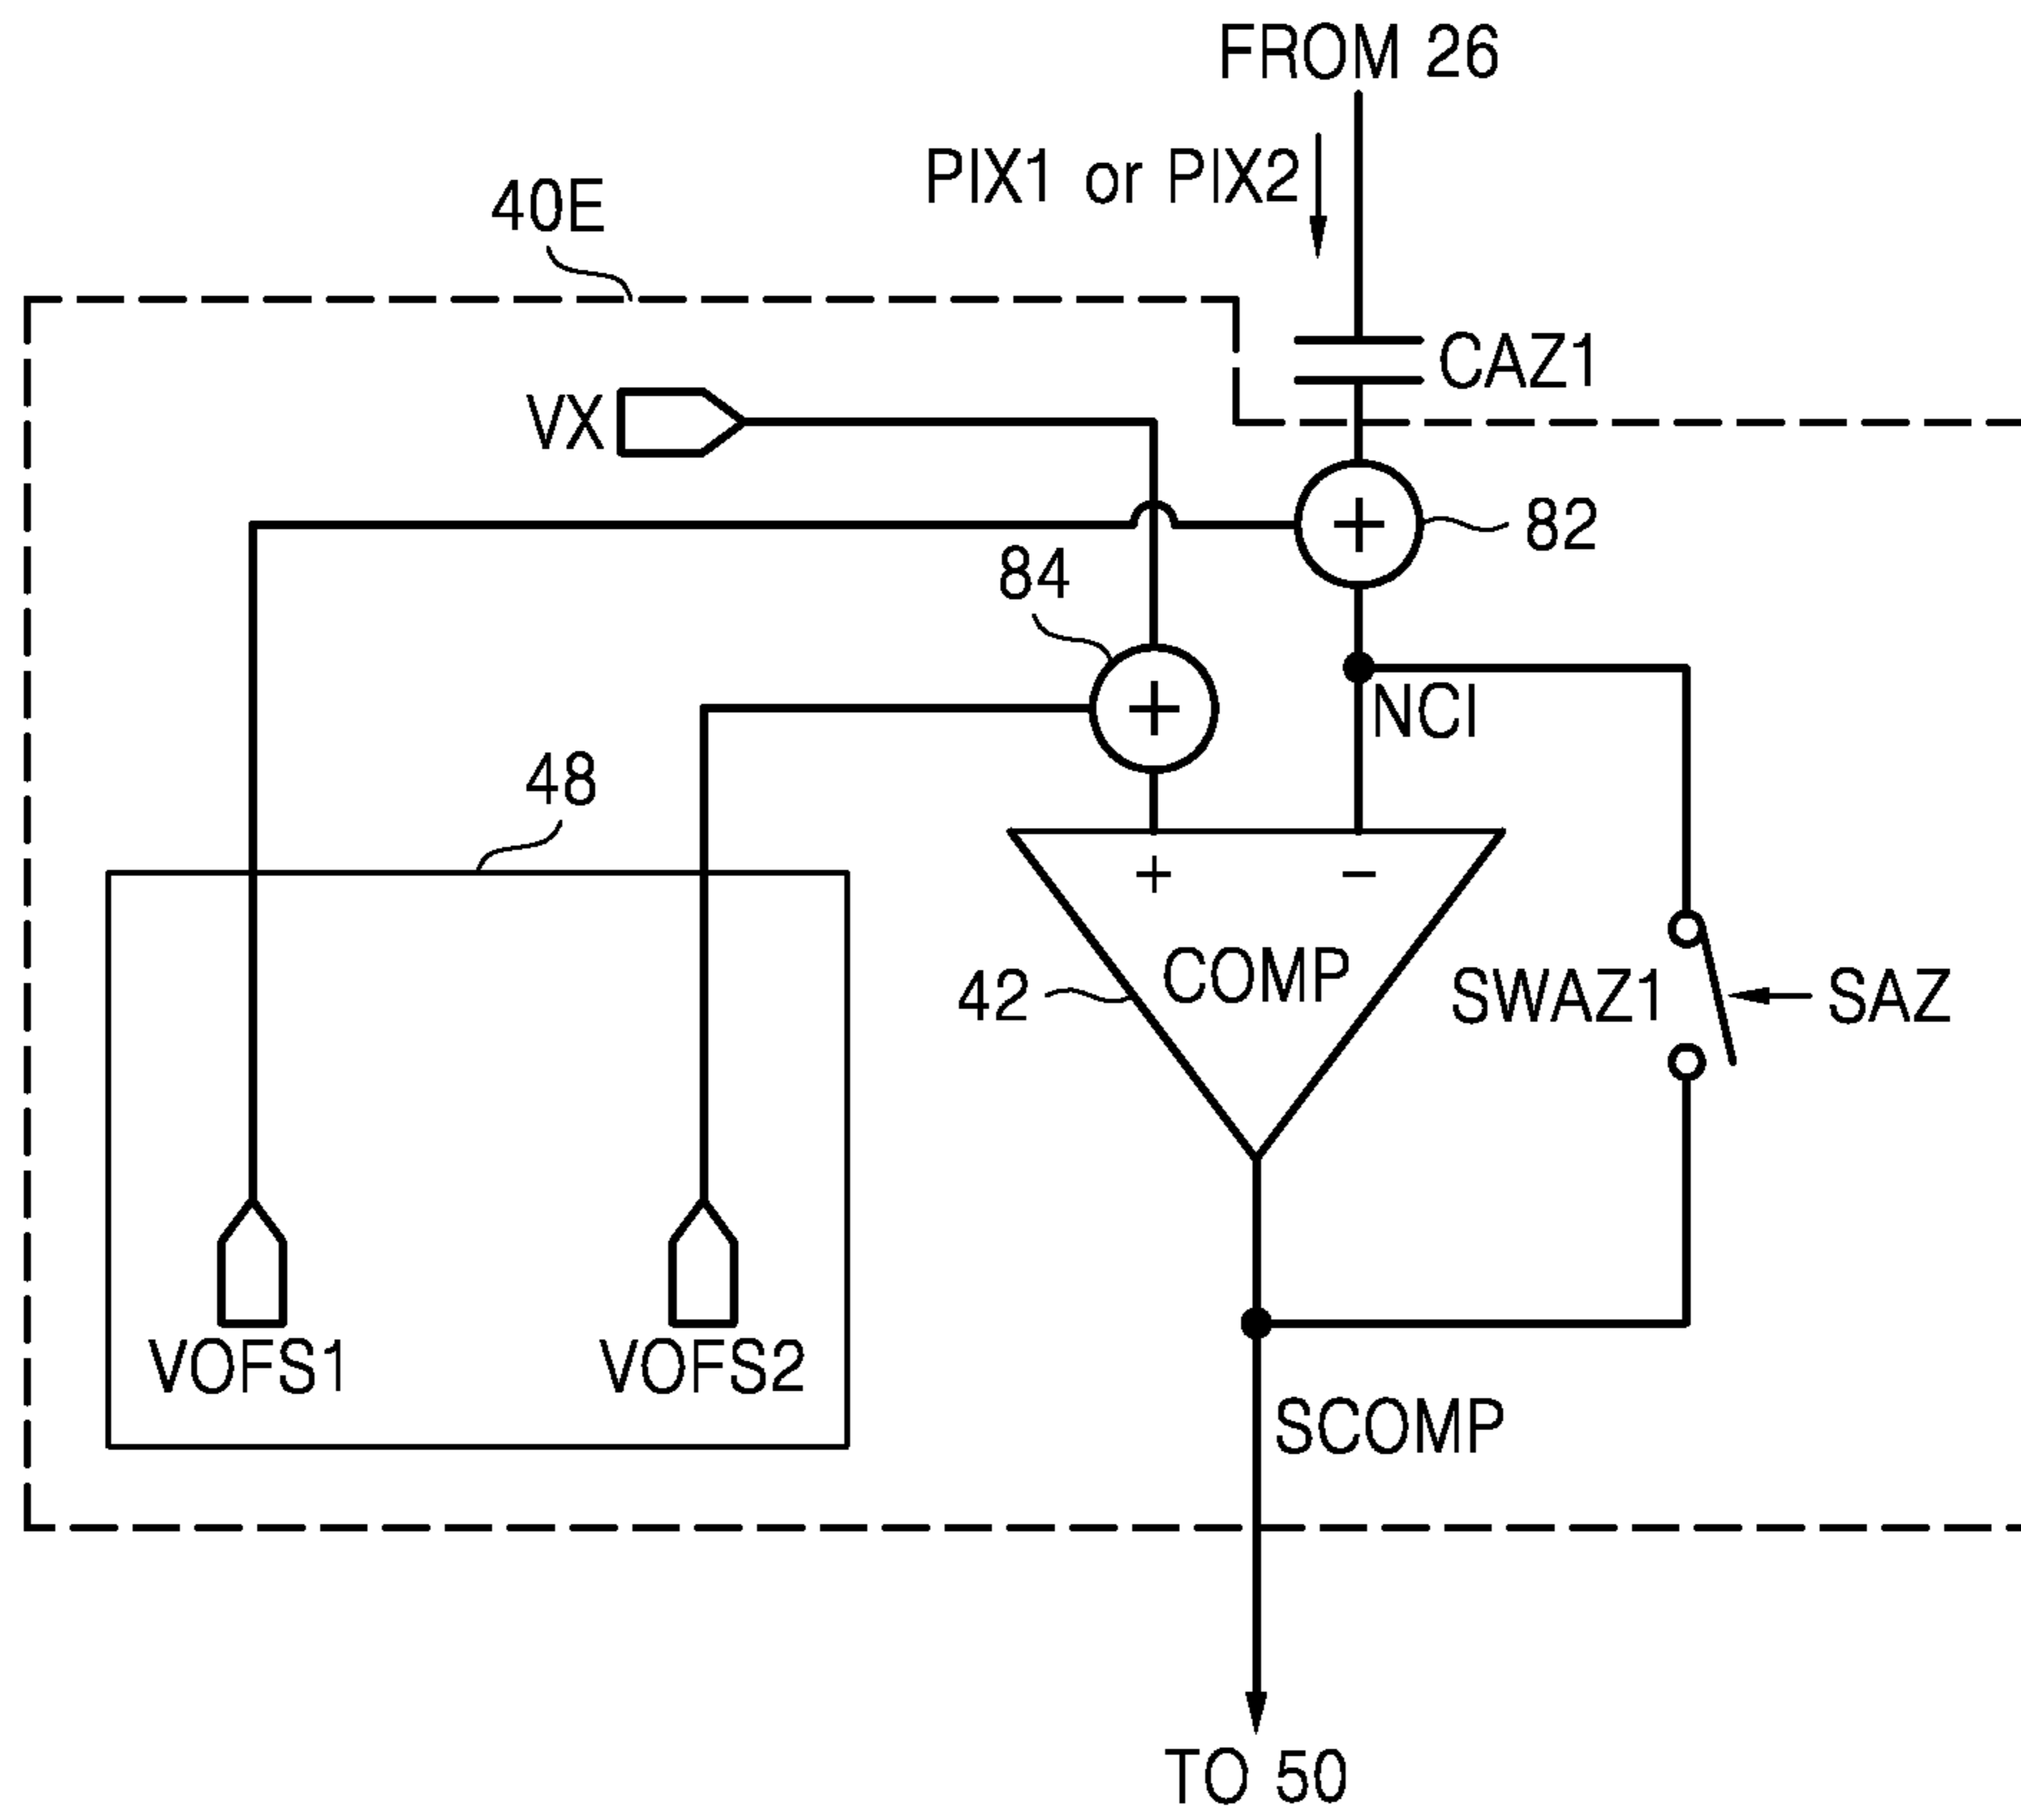 FROM 26
PIX1 or PIX2
40E
CAZ1
VX
82
84
NCI
48
+
−
COMP
42
SWAZ1
SAZ
VOFS1
VOFS2
SCOMP
TO 50